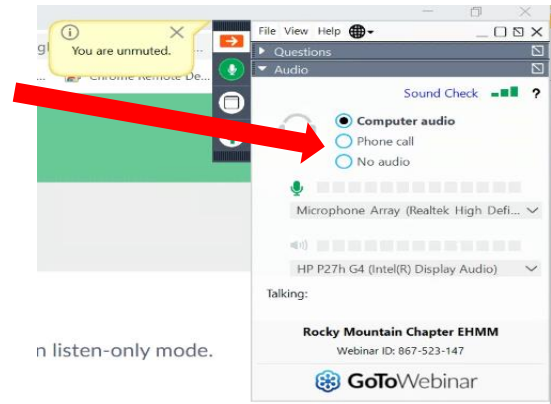 You are unmuted.
Chrome Remote De...
n listen-only mode.
File View Help
Questions
Audio
Sound Check ?
Computer audio
Phone call
No audio
Microphone Array (Realtek High Defi...
HP P27h G4 (Intel(R) Display Audio)
Talking:
Rocky Mountain Chapter EHMM
Webinar ID: 867-523-147
GoToWebinar